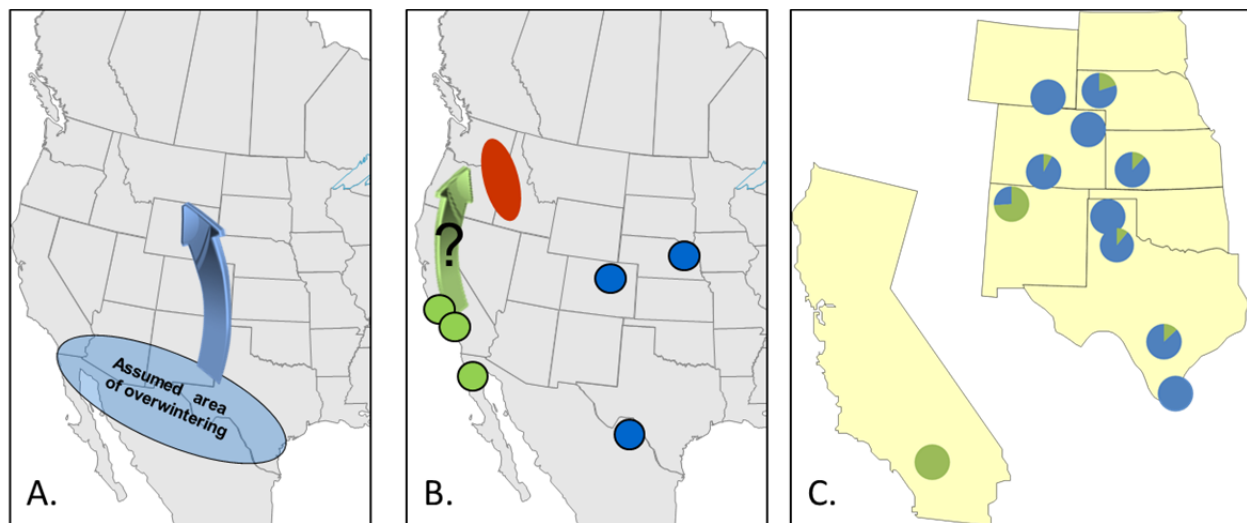 Assumed area
of overwintering
A.
?
B.
C.